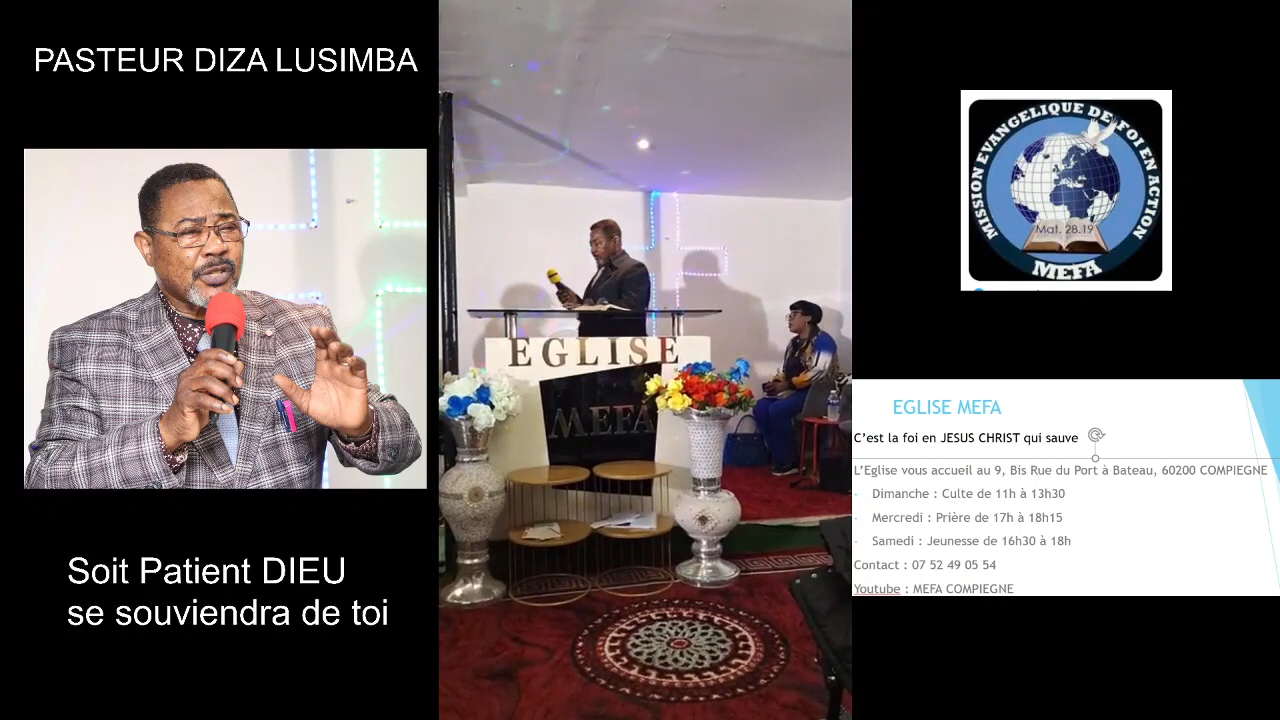 PASTEUR DIZA LUSIMBA
Soit Patient DIEU
se souviendra de toi
EGLISE
MEFA
MISSION EVANGELIQUE DE FOI EN ACTION
Mat. 28.19
MEFA
EGLISE MEFA
C'est la foi en JESUS CHRIST qui sauve
L'Eglise vous accueil au 9, Bis Rue du Port à Bateau, 60200 COMPIEGNE
- Dimanche : Culte de 11h à 13h30
- Mercredi : Prière de 17h à 18h15
- Samedi : Jeunesse de 16h30 à 18h
Contact : 07 52 49 05 54
Youtube : MEFA COMPIEGNE